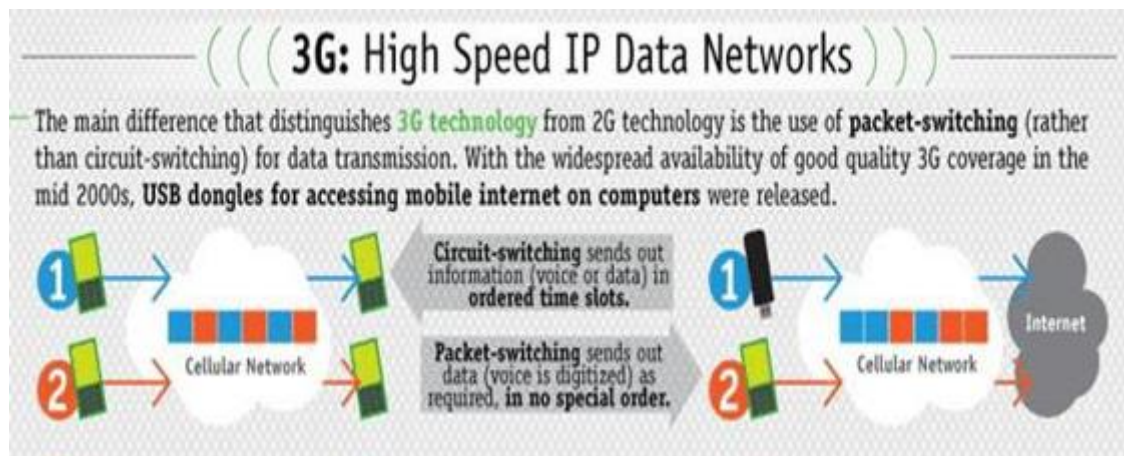 3G: High Speed IP Data Networks
The main difference that distinguishes 3G technology from 2G technology is the use of packet-switching (rather
than circuit-switching) for data transmission. With the widespread availability of good quality 3G coverage in the
mid 2000s, USB dongles for accessing mobile internet on computers were released.
1
2
Cellular Network
Circuit-switching sends out
information (voice or data) in
ordered time slots.
Packet-switching sends out
data (voice is digitized) as
required, in no special order.
1
2
Cellular Network
Internet